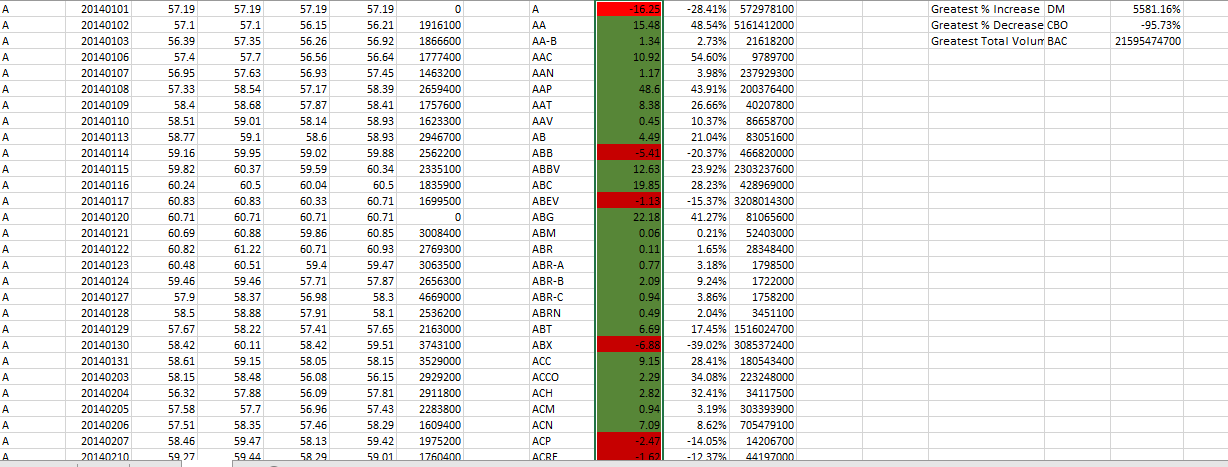 A 20140101 57.19 57.19 57.19 57.19 0 A -16.25 -28.41% 572978100 Greatest % Increase DM 5581.16%
A 20140102 57.1 57.1 56.15 56.21 1916100 AA 15.48 48.54% 5161412000 Greatest % Decrease CBO -95.73%
A 20140103 56.39 57.35 56.26 56.92 1866600 AA-B 1.34 2.73% 21618200 Greatest Total Volum BAC 21595474700
A 20140106 57.4 57.7 56.56 56.64 1777400 AAC 10.92 54.60% 9789700
A 20140107 56.95 57.63 56.93 57.45 1463200 AAN 1.17 3.98% 237929300
A 20140108 57.33 58.54 57.17 58.39 2659400 AAP 48.6 43.91% 200376400
A 20140109 58.4 58.68 57.87 58.41 1757600 AAT 8.38 26.66% 40207800
A 20140110 58.51 59.01 58.14 58.93 1623300 AAV 0.45 10.37% 86658700
A 20140113 58.77 59.1 58.6 58.93 2946700 AB 4.49 21.04% 83051600
A 20140114 59.16 59.95 59.02 59.88 2562200 ABB -5.41 -20.37% 466820000
A 20140115 59.82 60.37 59.59 60.34 2335100 ABBV 12.63 23.92% 2303237600
A 20140116 60.24 60.5 60.04 60.5 1835900 ABC 19.85 28.23% 428969000
A 20140117 60.83 60.83 60.33 60.71 1699500 ABEV -1.13 -15.37% 3208014300
A 20140120 60.71 60.71 60.71 60.71 0 ABG 22.18 41.27% 81065600
A 20140121 60.69 60.88 59.86 60.85 3008400 ABM 0.06 0.21% 52403000
A 20140122 60.82 61.22 60.71 60.93 2769300 ABR 0.11 1.65% 28348400
A 20140123 60.48 60.51 59.4 59.47 3063500 ABR-A 0.77 3.18% 1798500
A 20140124 59.46 59.46 57.71 57.87 2656300 ABR-B 2.09 9.24% 1722000
A 20140127 57.9 58.37 56.98 58.3 4669000 ABR-C 0.94 3.86% 1758200
A 20140128 58.5 58.88 57.91 58.1 2536200 ABRN 0.49 2.04% 3451100
A 20140129 57.67 58.22 57.41 57.65 2163000 ABT 6.69 17.45% 1516024700
A 20140130 58.42 60.11 58.42 59.51 3743100 ABX -6.88 -39.02% 3085372400
A 20140131 58.61 59.15 58.05 58.15 3529000 ACC 9.15 28.41% 180543400
A 20140203 58.15 58.48 56.08 56.15 2929200 ACCO 2.29 34.08% 223248000
A 20140204 56.32 57.88 56.09 57.81 2911800 ACH 2.82 32.41% 34117500
A 20140205 57.58 57.7 56.96 57.43 2283800 ACM 0.94 3.19% 303393900
A 20140206 57.51 58.35 57.46 58.29 1609400 ACN 7.09 8.62% 705479100
A 20140207 58.46 59.47 58.13 59.42 1975200 ACP -2.47 -14.05% 14206700
A 20140210 59.27 59.44 58.29 59.01 1760400 ACRE -1.62 -12.37% 44197000